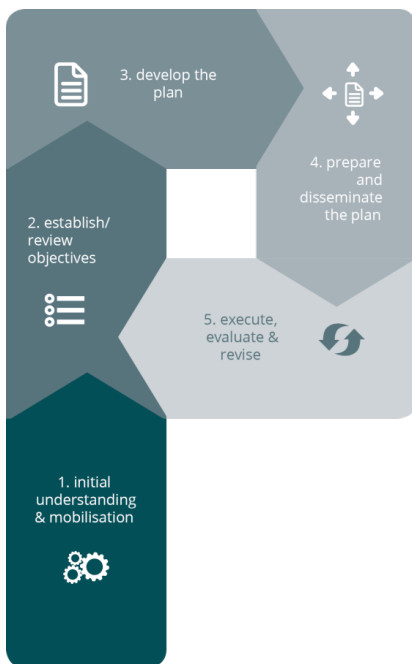 3. develop the
plan
4. prepare
and
disseminate
the plan
2. establish/
review
objectives
5. execute,
evaluate &
revise
1. initial
understanding
& mobilisation